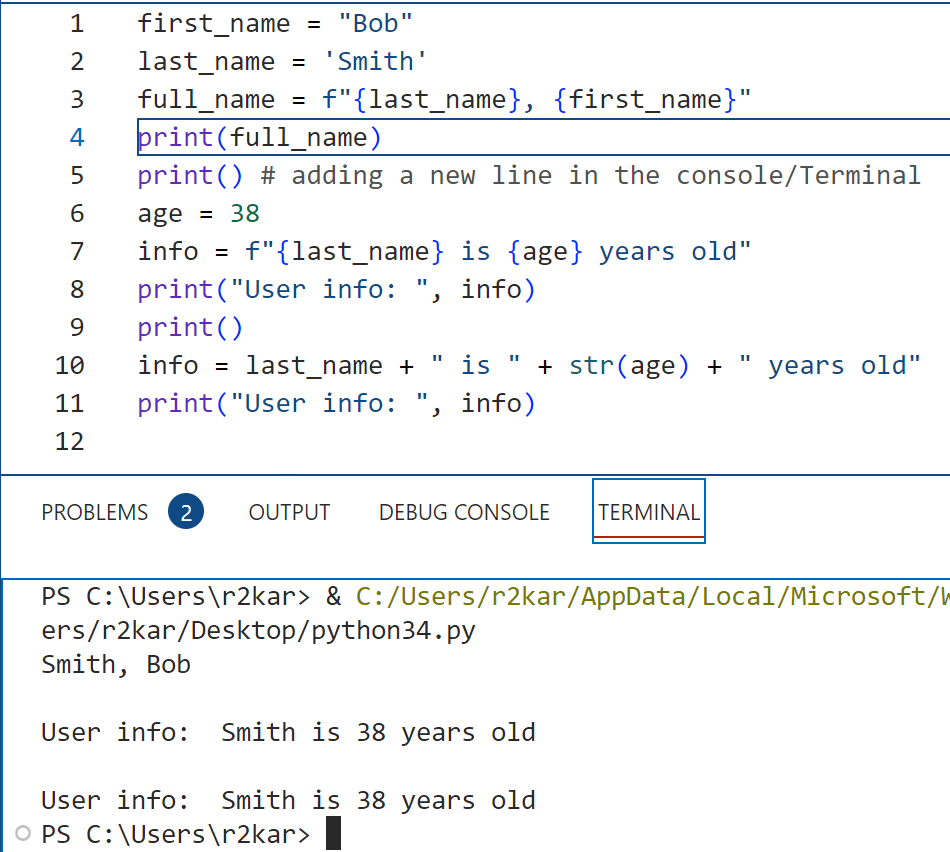 1 first_name = "Bob"
2 last_name = 'Smith'
3 full_name = f"{last_name}, {first_name}"
4 print(full_name)
5 print() # adding a new line in the console/Terminal
6 age = 38
7 info = f"{last_name} is {age} years old"
8 print("User info: ", info)
9 print()
10 info = last_name + " is " + str(age) + " years old"
11 print("User info: ", info)
12
PROBLEMS 2 OUTPUT DEBUG CONSOLE TERMINAL
PS C:\Users\r2kar> & C:/Users/r2kar/AppData/Local/Microsoft/W
ers/r2kar/Desktop/python34.py
Smith, Bob
User info:  Smith is 38 years old
User info:  Smith is 38 years old
PS C:\Users\r2kar>